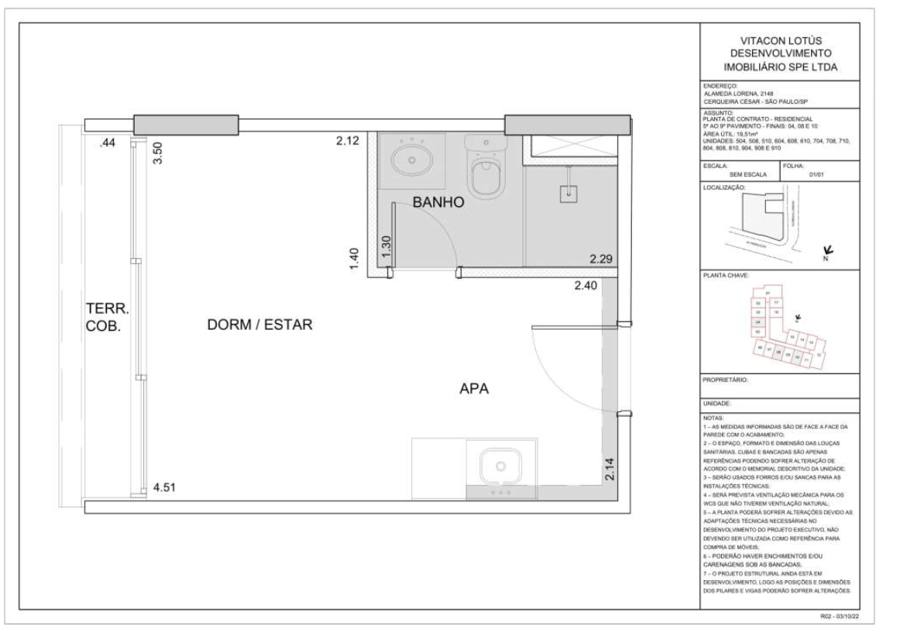 .44
3.50
2.12
BANHO
1.30
1.40
2.29
2.40
TERR.
COB.
DORM / ESTAR
APA
2.14
4.51
VITACON LOTÚS
DESENVOLVIMENTO
IMOBILIÁRIO SPE LTDA
ENDEREÇO:
ALAMEDA LORENA, 2148
CERQUEIRA CÉSAR - SÃO PAULO/SP
ASSUNTO:
PLANTA DE CONTRATO - RESIDENCIAL
5º AO 9º PAVIMENTO - FINAIS: 04, 08 E 10
ÁREA ÚTIL: 19,51m²
UNIDADES: 504, 508, 510, 604, 608, 610, 704, 708, 710,
804, 808, 810, 904, 908 E 910
ESCALA:
SEM ESCALA
FOLHA:
01/01
LOCALIZAÇÃO:
N
PLANTA CHAVE:
PROPRIETÁRIO:
UNIDADE:
NOTAS:
1 - AS MEDIDAS INFORMADAS SÃO DE FACE A FACE DA
PAREDE COM O ACABAMENTO;
2 - O ESPAÇO, FORMATO E DIMENSÃO DAS LOUÇAS
SANITÁRIAS, CUBAS E BANCADAS SÃO APENAS
REFERÊNCIAS PODENDO SOFRER ALTERAÇÃO DE
ACORDO COM O MEMORIAL DESCRITIVO DA UNIDADE;
3 - SERÃO USADOS FORROS E/OU SANCAS PARA AS
INSTALAÇÕES TÉCNICAS;
4 - SERÁ PREVISTA VENTILAÇÃO MECÂNICA PARA OS
WCS QUE NÃO TIVEREM VENTILAÇÃO NATURAL;
5 - A PLANTA PODERÁ SOFRER ALTERAÇÕES DEVIDO AS
ADAPTAÇÕES TÉCNICAS NECESSÁRIAS NO
DESENVOLVIMENTO DO PROJETO EXECUTIVO, NÃO
DEVENDO SER UTILIZADA COMO REFERÊNCIA PARA
COMPRA DE MÓVEIS;
6 - PODERÃO HAVER ENCHIMENTOS E/OU
CARENAGENS SOB AS BANCADAS;
7 - O PROJETO ESTRUTURAL AINDA ESTÁ EM
DESENVOLVIMENTO, LOGO AS POSIÇÕES E DIMENSÕES
DOS PILARES E VIGAS PODERÃO SOFRER ALTERAÇÕES.
R02 - 03/10/22